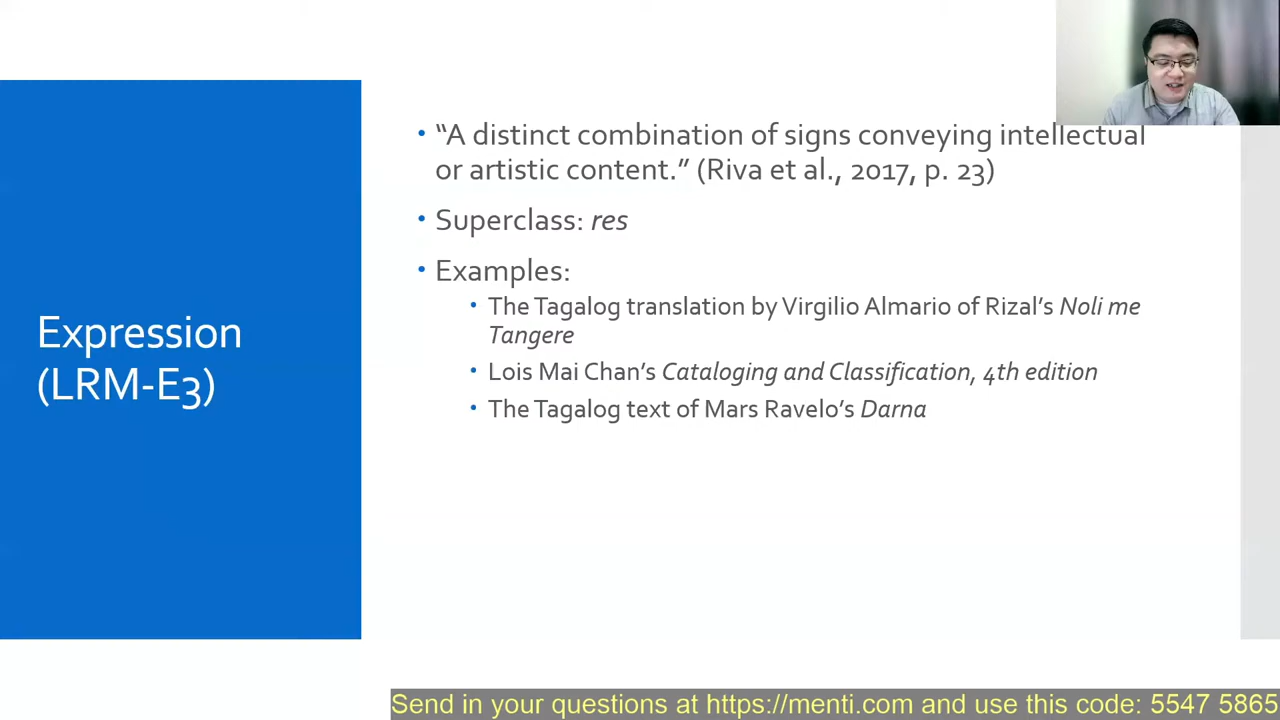 Expression
(LRM-E3)
• “A distinct combination of signs conveying intellectual
or artistic content.” (Riva et al., 2017, p. 23)
• Superclass: res
• Examples:
• The Tagalog translation by Virgilio Almario of Rizal’s Noli me
Tangere
• Lois Mai Chan’s Cataloging and Classification, 4th edition
• The Tagalog text of Mars Ravelo’s Darna
Send in your questions at https://menti.com and use this code: 5547 5865